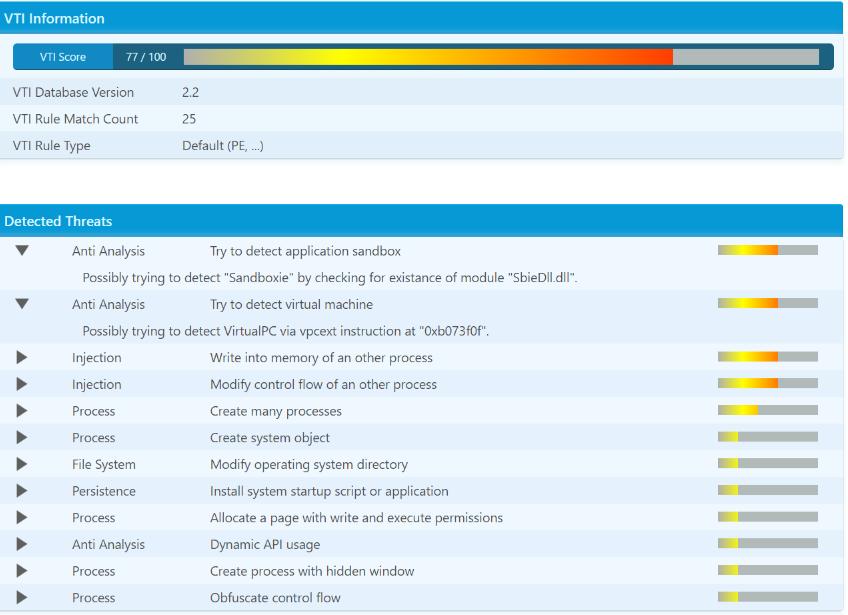 VTI Information
VTI Score 77 / 100
VTI Database Version 2.2
VTI Rule Match Count 25
VTI Rule Type Default (PE, ...)
Detected Threats
Anti Analysis Try to detect application sandbox
Possibly trying to detect "Sandboxie" by checking for existance of module "SbieDll.dll".
Anti Analysis Try to detect virtual machine
Possibly trying to detect VirtualPC via vpcext instruction at "0xb073f0f".
Injection Write into memory of an other process
Injection Modify control flow of an other process
Process Create many processes
Process Create system object
File System Modify operating system directory
Persistence Install system startup script or application
Process Allocate a page with write and execute permissions
Anti Analysis Dynamic API usage
Process Create process with hidden window
Process Obfuscate control flow